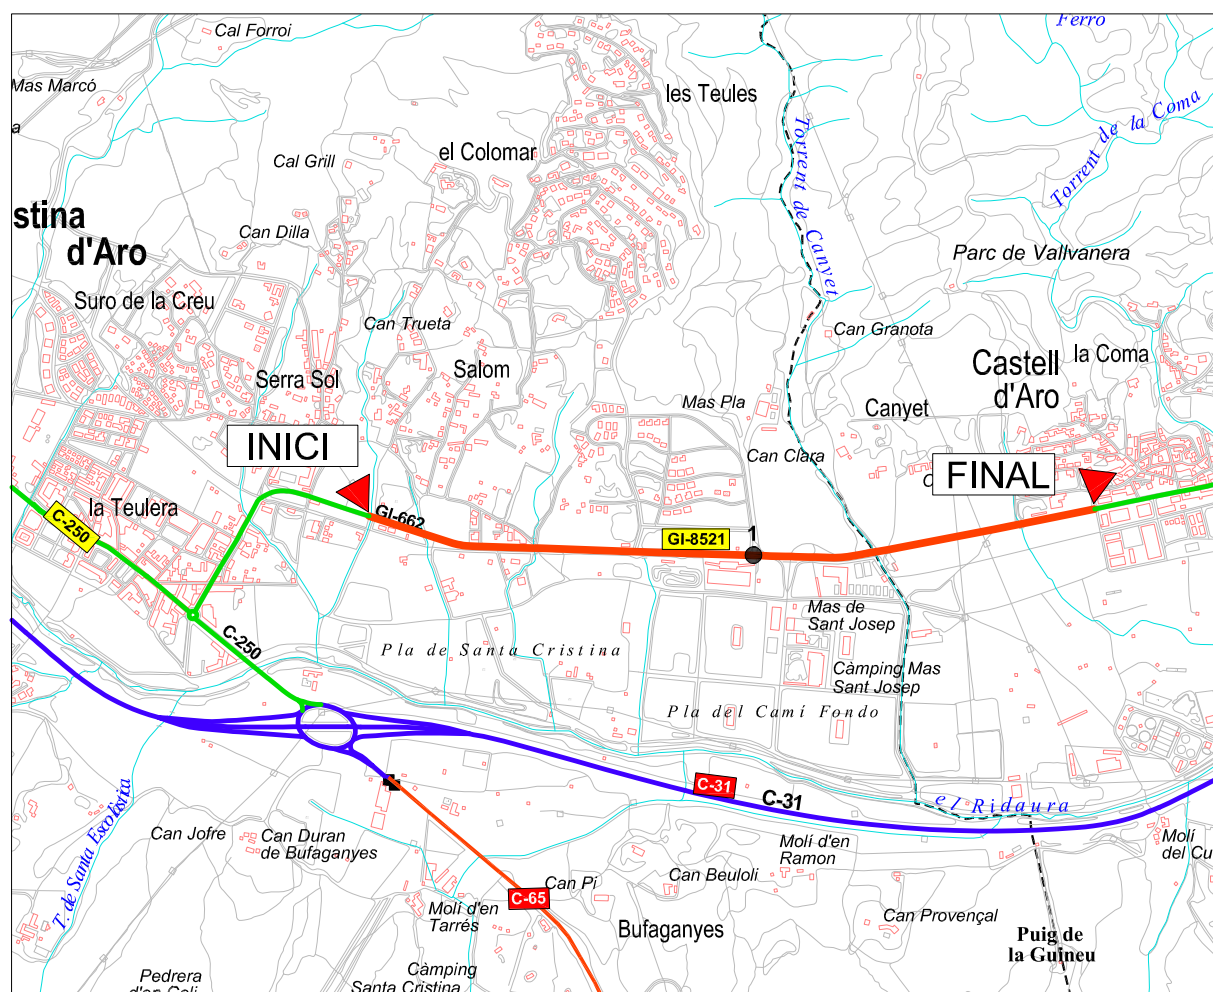 Cal Forroi
Ferro
Mas Marcó
a
les Teules
Torrent de la Coma
Torrent de Canyet
el Colomar
Cal Grill
stina
d'Aro
Can Dilla
Parc de Vallvanera
Suro de la Creu
Can Trueta
Can Granota
Castell
d'Aro
la Coma
Serra Sol
Salom
Mas Pla
Canyet
INICI
Can Clara
FINAL
C
la Teulera
C-250
GI-662
GI-8521
1
Mas de
Sant Josep
C-250
Pla de Santa Cristina
Càmping Mas
Sant Josep
Pla del Camí Fondo
C-31
C-31
el Ridaura
T. de Santa Escolàstita
Can Jofre
Can Duran
de Bufaganyes
Molí d'en
Ramon
Molí
del Cu
Can Pi
Can Beuloli
C-65
Molí d'en
Tarrés
Bufaganyes
Can Provençal
Puig de
la Guineu
Pedrera
d'en Coli
Càmping
Santa Cristina